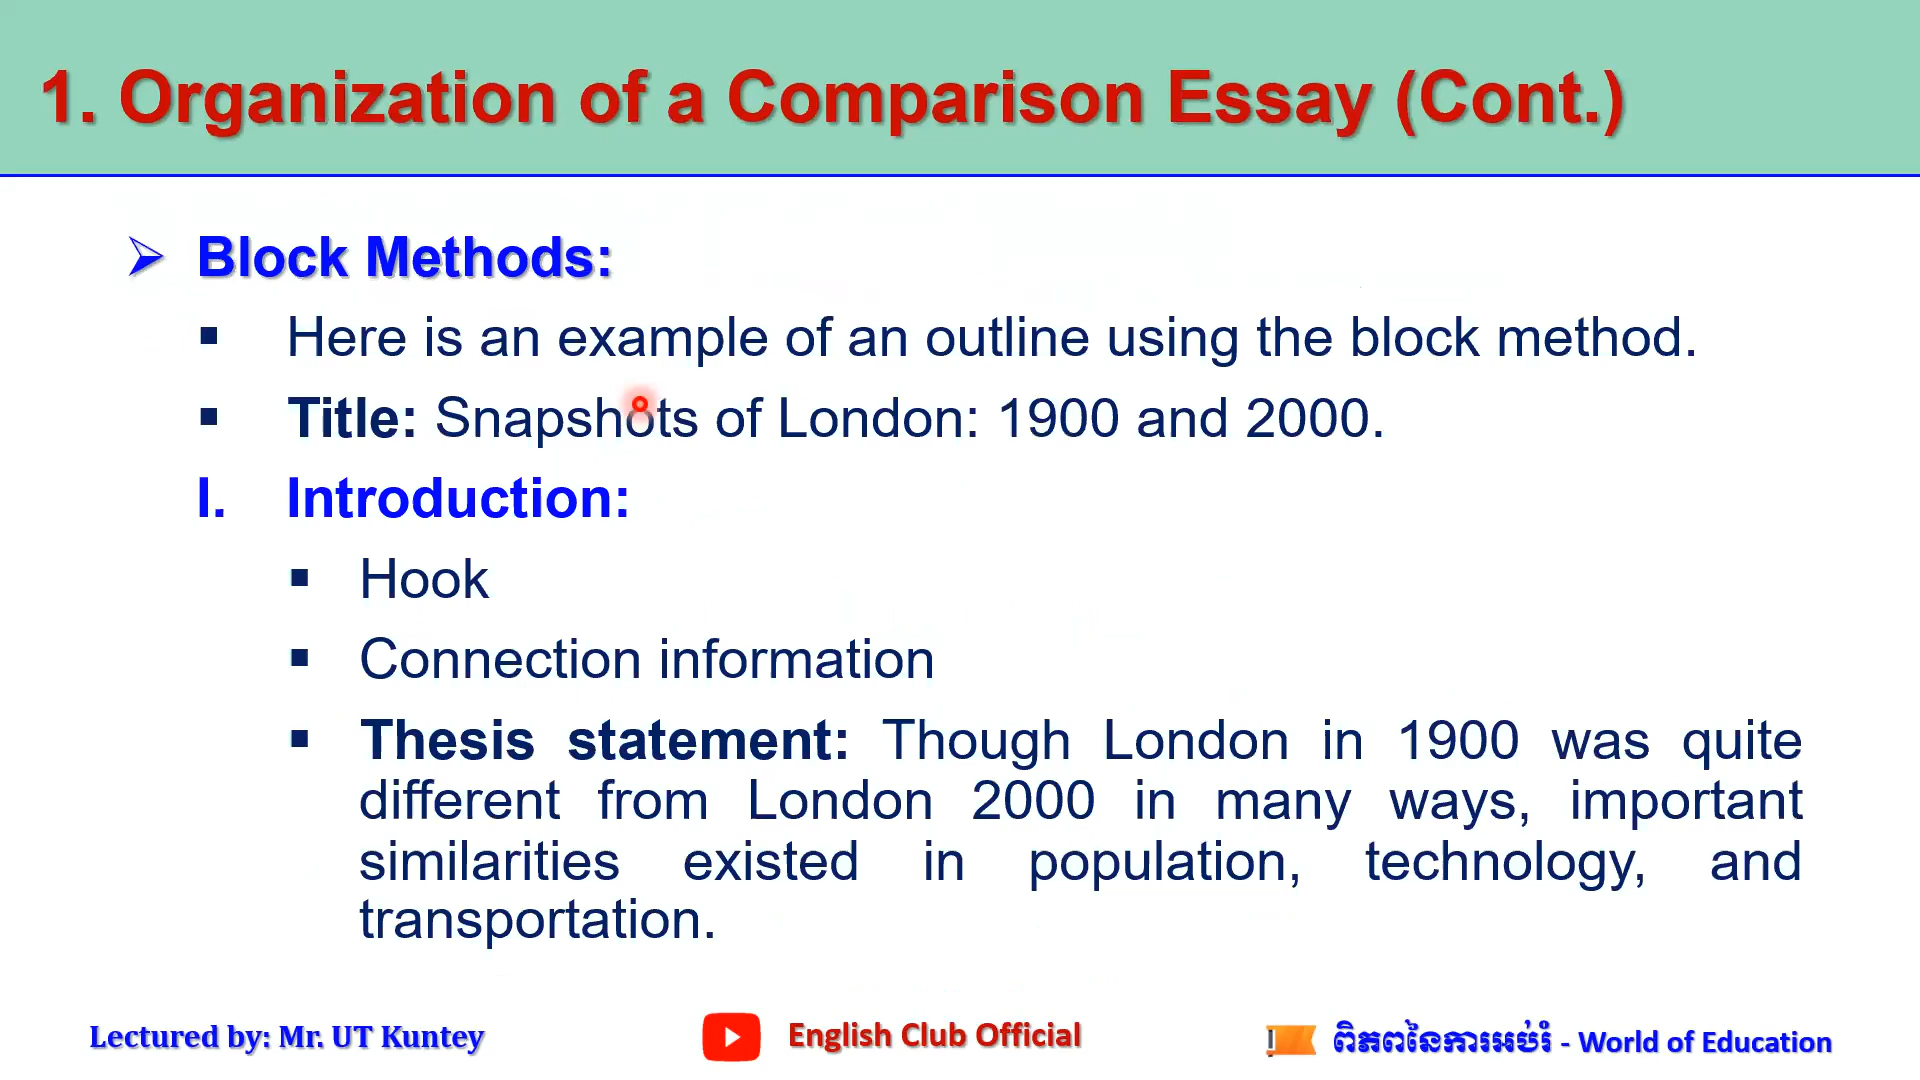 1. Organization of a Comparison Essay (Cont.)
Block Methods:
Here is an example of an outline using the block method.
Title: Snapshots of London: 1900 and 2000.
I. Introduction:
Hook
Connection information
Thesis statement: Though London in 1900 was quite
different from London 2000 in many ways, important
similarities existed in population, technology, and
transportation.
Lectured by: Mr. UT Kuntey
English Club Official
ពិភពនៃការអប់រំ - World of Education